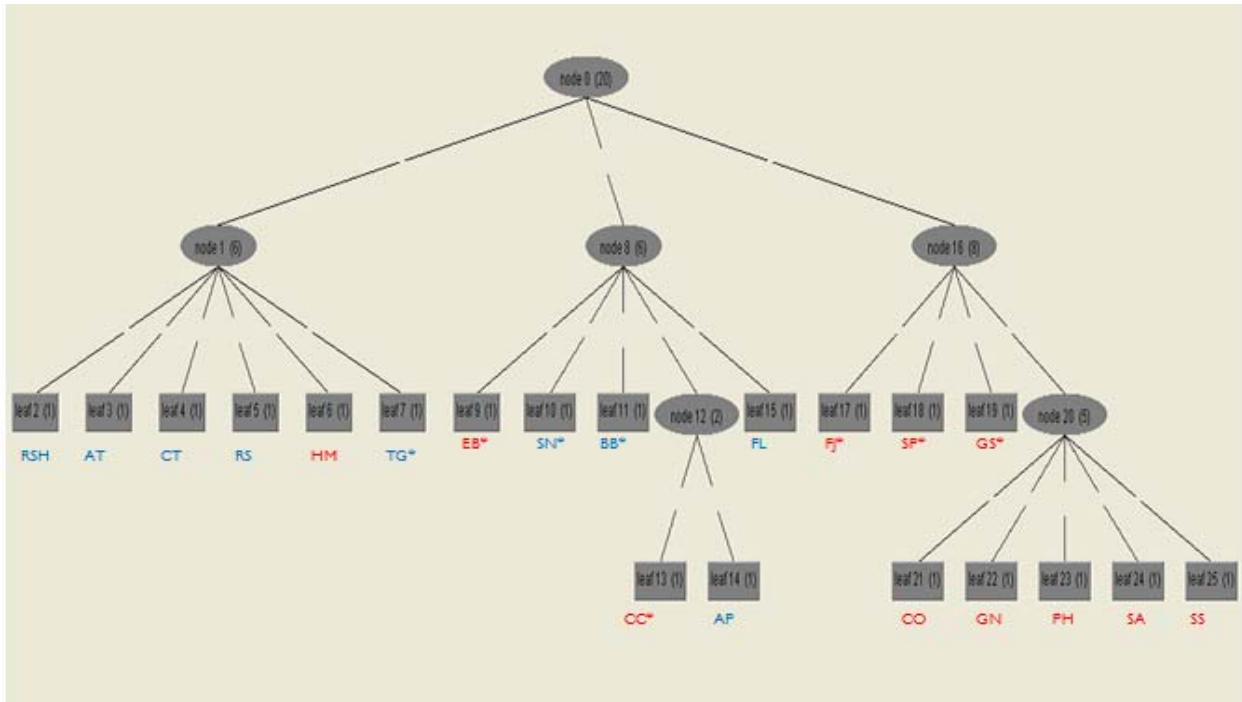 node 0 (20)
node 1 (6) node 8 (6) node 16 (8)
leaf 2 (1) leaf 3 (1) leaf 4 (1) leaf 5 (1) leaf 6 (1) leaf 7 (1) leaf 9 (1) leaf 10 (1) leaf 11 (1) node 12 (2) leaf 15 (1) leaf 17 (1) leaf 18 (1) leaf 19 (1) node 20 (5)
RSH AT CT RS HM TG* EB* SN* BB* FL FJ* SF* GS*
leaf 13 (1) leaf 14 (1) leaf 21 (1) leaf 22 (1) leaf 23 (1) leaf 24 (1) leaf 25 (1)
CC* AP CO GN PH SA SS